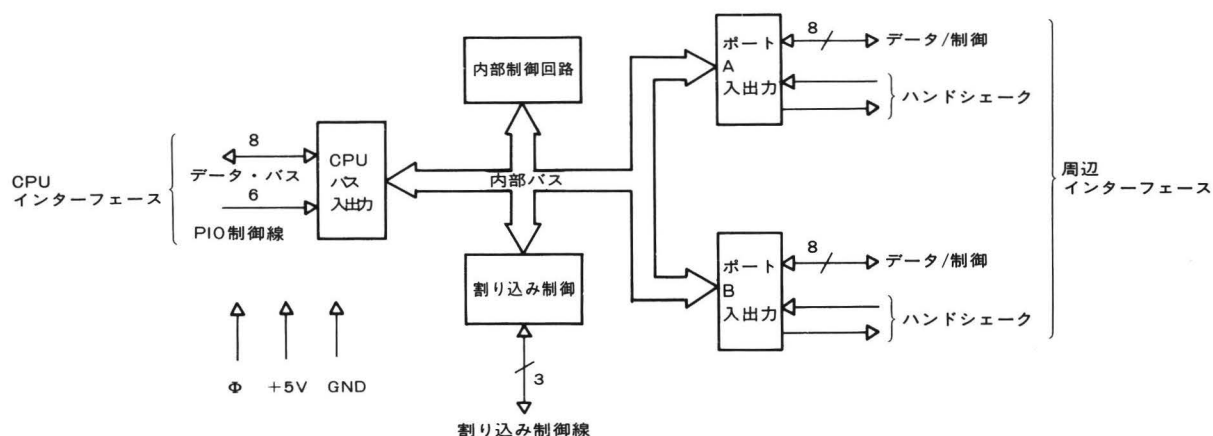 CPU
インターフェース
8
データ・バス
6
PIO制御線
CPU
バス
入出力
内部制御回路
内部バス
割り込み制御
3
割り込み制御線
Φ
+5V
GND
ポート
A
入出力
8
データ/制御
ハンドシェーク
ポート
B
入出力
8
データ/制御
ハンドシェーク
周辺
インターフェース